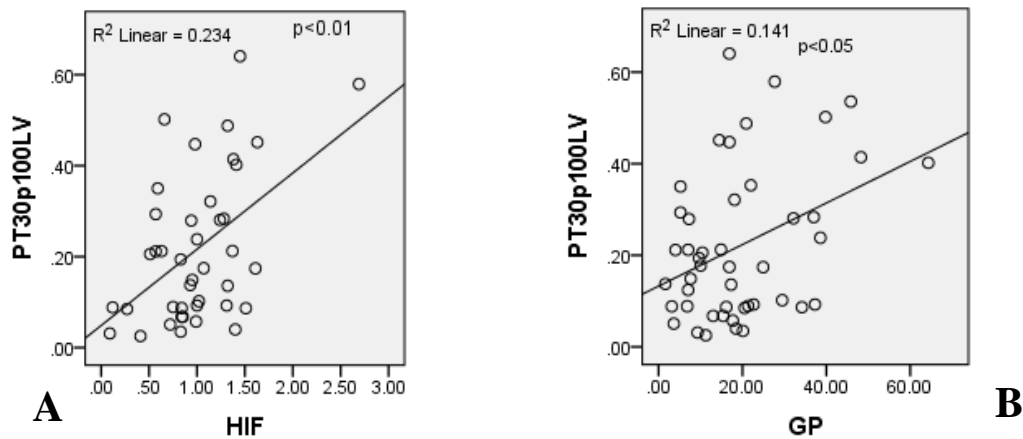 R² Linear = 0.234
p<0.01
PT30p100LV
.60
.40
.20
.00
.00 .50 1.00 1.50 2.00 2.50 3.00
HIF
A
R² Linear = 0.141
p<0.05
PT30p100LV
.60
.40
.20
.00
.00 20.00 40.00 60.00
GP
B